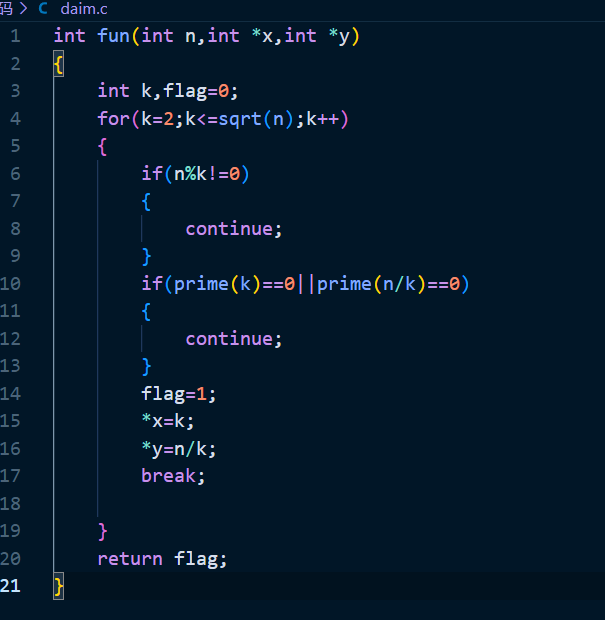 码 > C daim.c
1 int fun(int n,int *x,int *y)
2 {
3     int k,flag=0;
4     for(k=2;k<=sqrt(n);k++)
5     {
6         if(n%k!=0)
7         {
8             continue;
9         }
10         if(prime(k)==0||prime(n/k)==0)
11         {
12             continue;
13         }
14         flag=1;
15         *x=k;
16         *y=n/k;
17         break;
18
19     }
20     return flag;
21 }